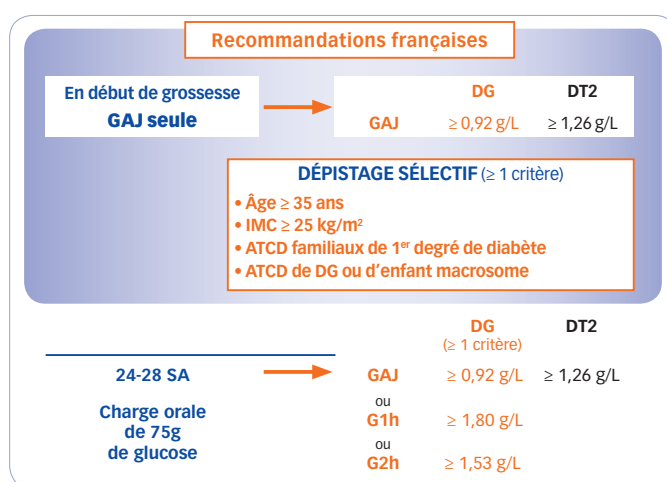 Recommandations françaises
En début de grossesse
GAJ seule
DG DT2
GAJ ≥ 0,92 g/L ≥ 1,26 g/L
DÉPISTAGE SÉLECTIF (≥ 1 critère)
• Âge ≥ 35 ans
• IMC ≥ 25 kg/m²
• ATCD familiaux de 1er degré de diabète
• ATCD de DG ou d’enfant macrosome
DG DT2
(≥ 1 critère)
24-28 SA GAJ ≥ 0,92 g/L ≥ 1,26 g/L
Charge orale
de 75g
de glucose
ou
G1h ≥ 1,80 g/L
ou
G2h ≥ 1,53 g/L